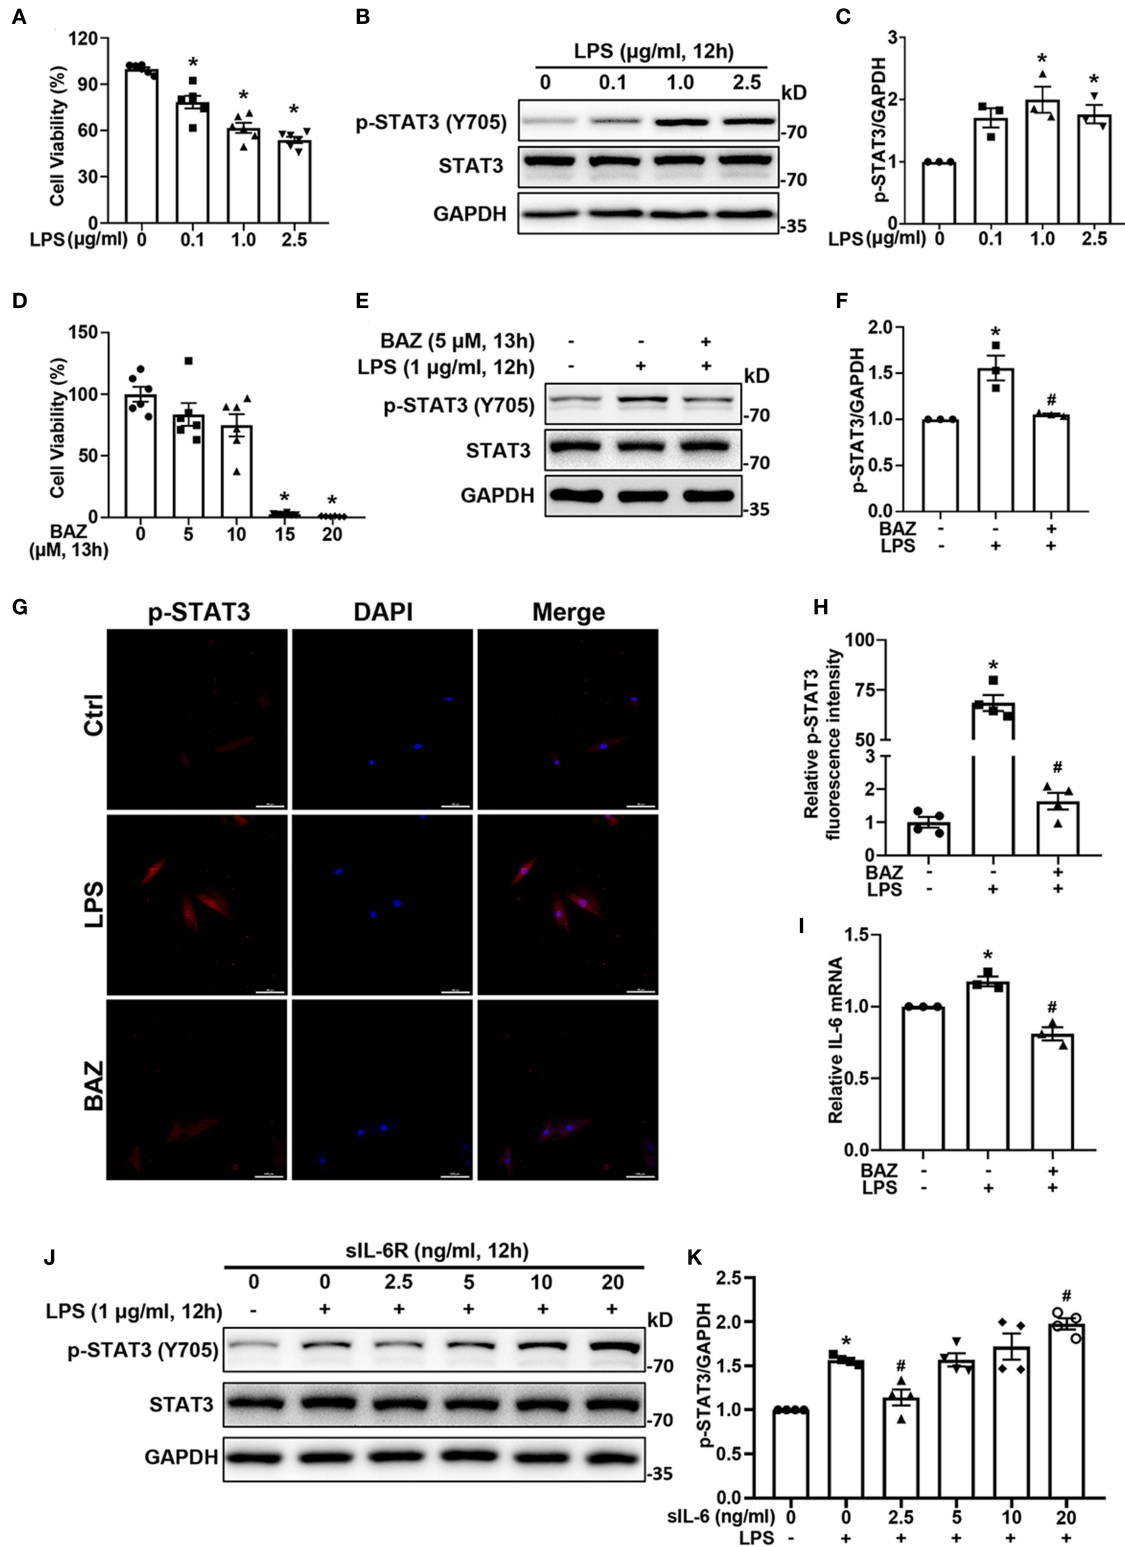 A
Cell Viability (%)
120
90
60
30
0
*
*
*
LPS (μg/ml) 0 0.1 1.0 2.5
B
LPS (μg/ml, 12h)
0 0.1 1.0 2.5
kD
p-STAT3 (Y705)
-70
STAT3
-70
GAPDH
-35
C
p-STAT3/GAPDH
3
2
1
0
*
*
LPS (μg/ml) 0 0.1 1.0 2.5
D
Cell Viability (%)
150
100
50
0
*
*
BAZ 0 5 10 15 20
(μM, 13h)
E
BAZ (5 μM, 13h) - - +
LPS (1 μg/ml, 12h) - + +
kD
p-STAT3 (Y705)
-70
STAT3
-70
GAPDH
-35
F
p-STAT3/GAPDH
2.0
1.5
1.0
0.5
0.0
*
#
BAZ - - +
LPS - + +
G
p-STAT3 DAPI Merge
Ctrl
LPS
BAZ
H
Relative p-STAT3
fluorescence intensity
100
75
50
3
2
1
0
*
#
BAZ - - +
LPS - + +
I
Relative IL-6 mRNA
1.5
1.0
0.5
0.0
*
#
BAZ - - +
LPS - + +
J
sIL-6R (ng/ml, 12h)
0 0 2.5 5 10 20
LPS (1 μg/ml, 12h) - + + + + +
kD
p-STAT3 (Y705)
-70
STAT3
-70
GAPDH
-35
K
p-STAT3/GAPDH
2.5
2.0
1.5
1.0
0.5
0.0
*
#
#
sIL-6 (ng/ml) 0 0 2.5 5 10 20
LPS - + + + + +